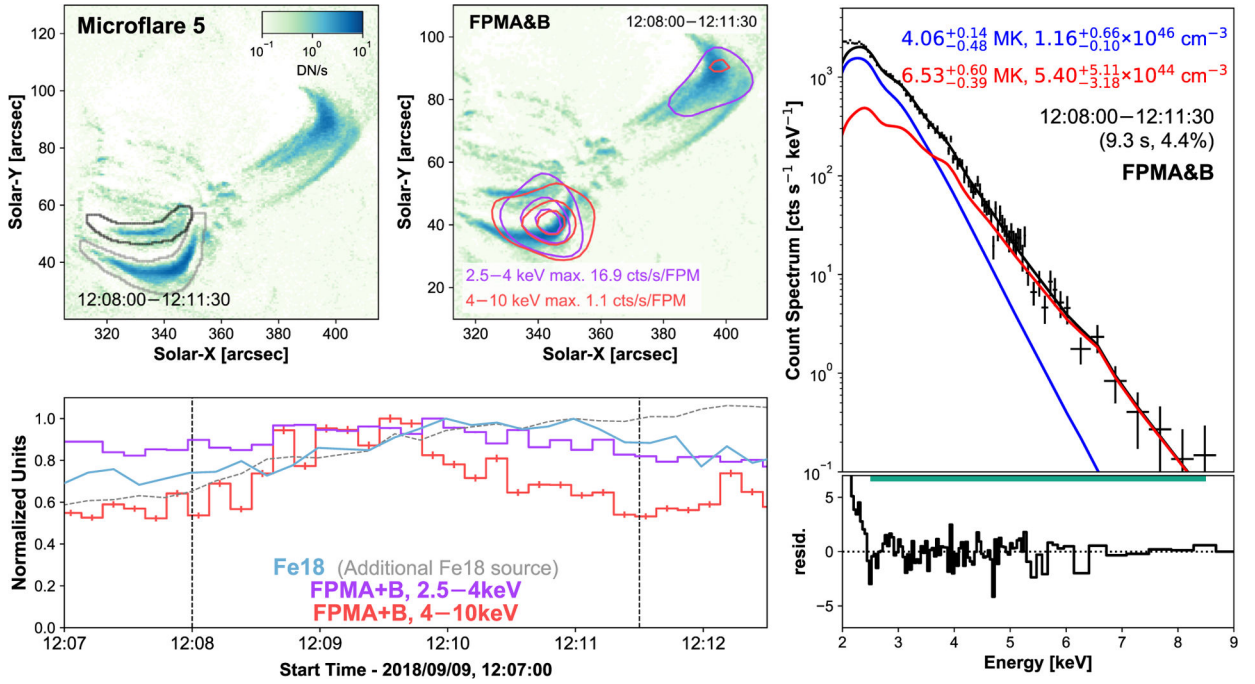 Microflare 5
10⁻¹ 10⁰ 10¹
DN/s
12:08:00−12:11:30
120
100
80
60
40
Solar-Y [arcsec]
320 340 360 380 400
Solar-X [arcsec]
FPMA&B
12:08:00−12:11:30
2.5−4 keV max. 16.9 cts/s/FPM
4−10 keV max. 1.1 cts/s/FPM
100
80
60
40
20
Solar-Y [arcsec]
320 340 360 380 400
Solar-X [arcsec]
4.06+0.14−0.48 MK, 1.16+0.66−0.10×10⁴⁶ cm⁻³
6.53+0.60−0.39 MK, 5.40+5.11−3.18×10⁴⁴ cm⁻³
12:08:00−12:11:30
(9.3 s, 4.4%)
FPMA&B
10³
10²
10¹
10⁰
10⁻¹
Count Spectrum [cts s⁻¹ keV⁻¹]
5
0
−5
resid.
2 3 4 5 6 7 8 9
Energy [keV]
1.0
0.8
0.6
0.4
0.2
0.0
Normalized Units
Fe18 (Additional Fe18 source)
FPMA+B, 2.5−4keV
FPMA+B, 4−10keV
12:07 12:08 12:09 12:10 12:11 12:12
Start Time - 2018/09/09, 12:07:00